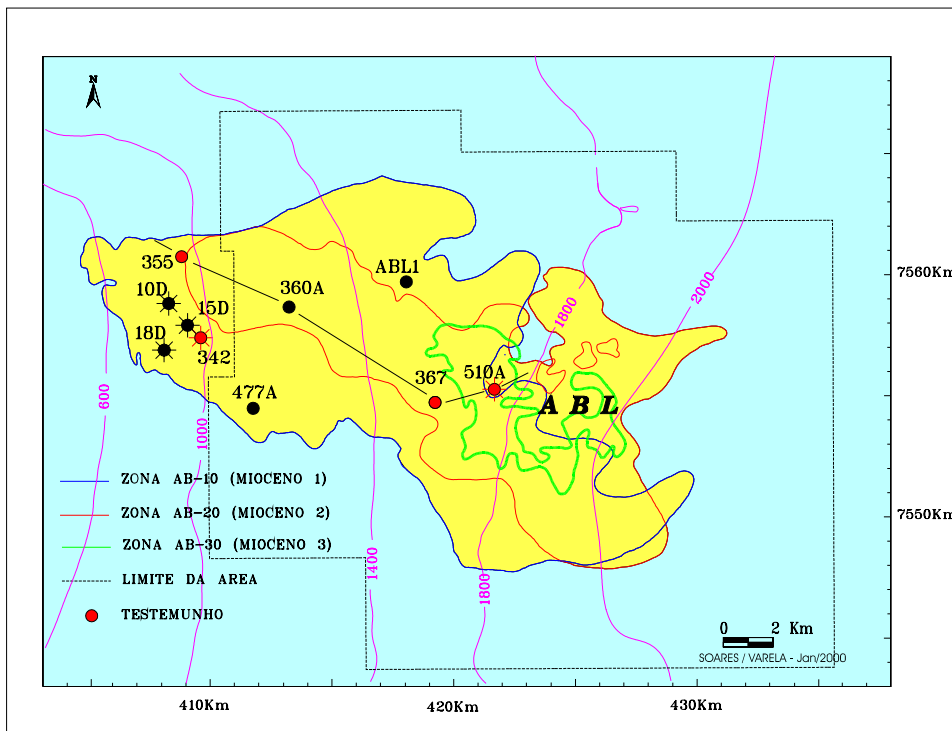 N
7560Km
7550Km
410Km
420Km
430Km
600
1000
1400
1800
1800
2000
355
10D
15D
18D
342
360A
477A
ABL1
367
510A
A B L
ZONA AB-10 (MIOCENO 1)
ZONA AB-20 (MIOCENO 2)
ZONA AB-30 (MIOCENO 3)
LIMITE DA AREA
TESTEMUNHO
0 2 Km
SOARES / VARELA - Jan/2000